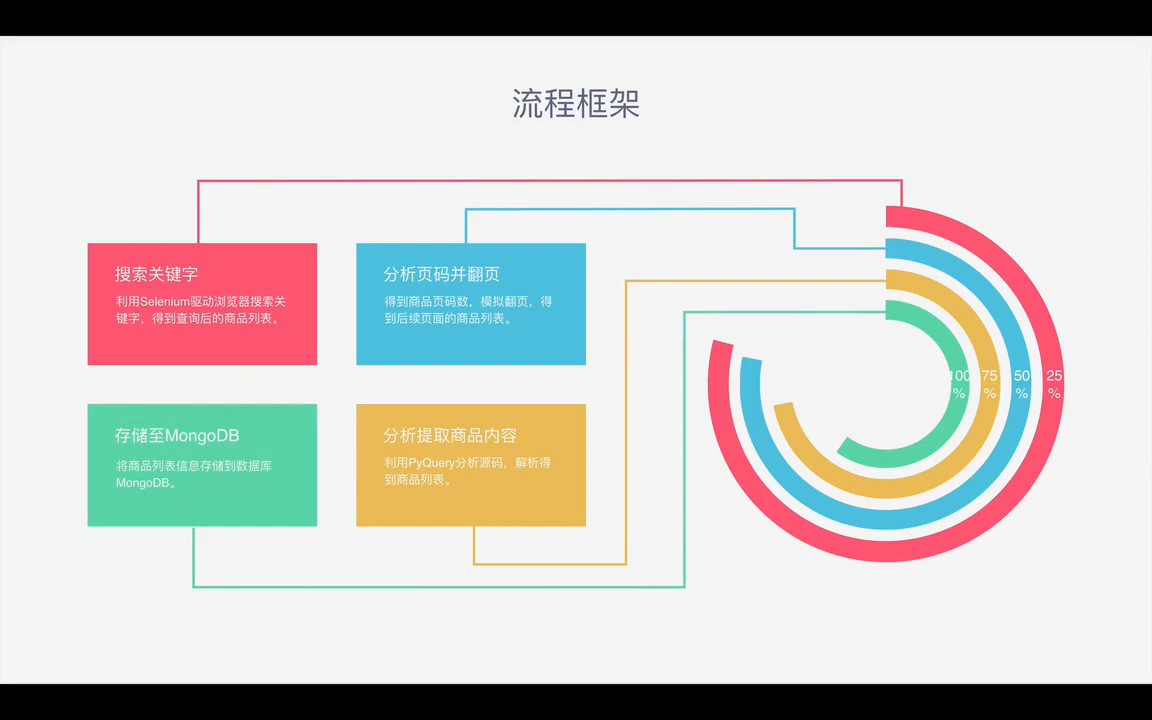 流程框架
搜索关键字
利用Selenium驱动浏览器搜索关
键字，得到查询后的商品列表。
分析页码并翻页
得到商品页码数，模拟翻页，得
到后续页面的商品列表。
存储至MongoDB
将商品列表信息存储到数据库
MongoDB。
分析提取商品内容
利用PyQuery分析源码，解析得
到商品列表。
100
%
75
%
50
%
25
%